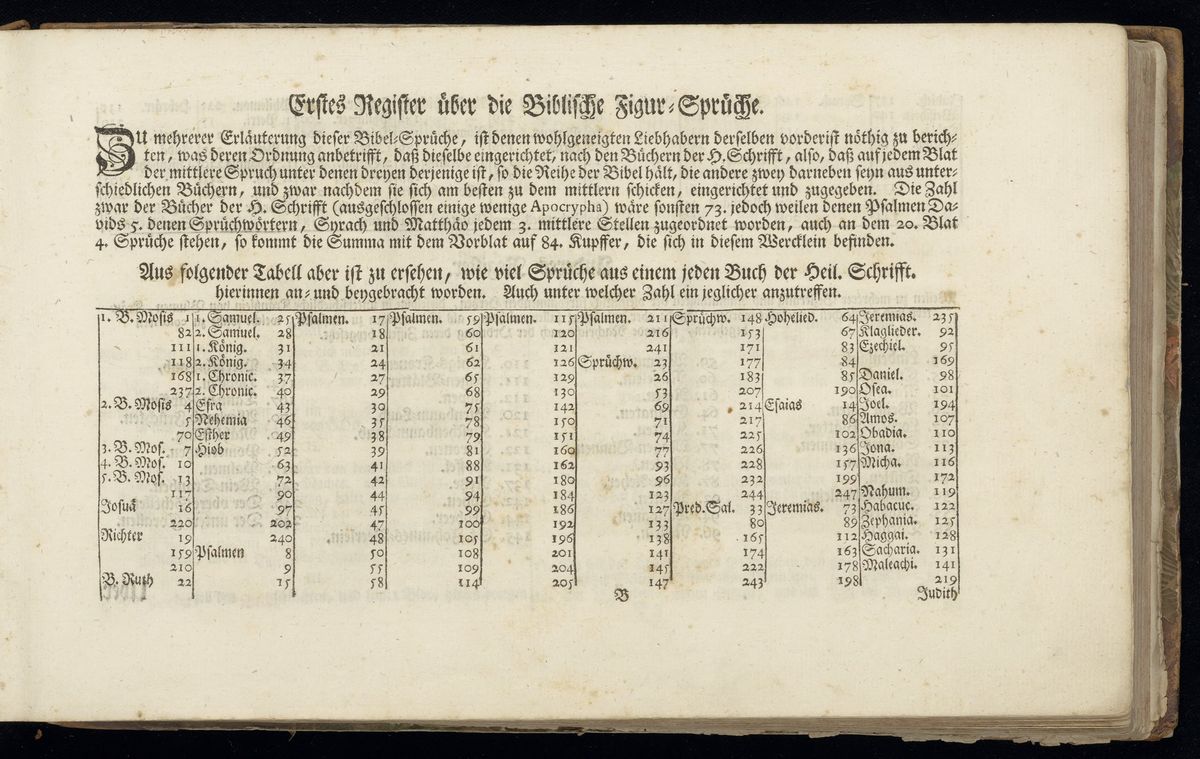 Erstes Register über die Biblische Figur-Sprüche.
ZU mehrerer Erläuterung dieser Bibel-Sprüche, ist denen wohlgeneigten Liebhabern derselben vorderist nöthig zu berich-
ten, was deren Ordnung anbetrifft, daß dieselbe eingerichtet, nach den Büchern der H. Schrifft, also, daß auf jedem Blat
der mittlere Spruch unter denen dreyen derjenige ist, so die Reihe der Bibel hält, die andere zwey darneben seyn aus unter-
schiedlichen Büchern, und zwar nachdem sie sich am besten zu dem mittlern schicken, eingerichtet und zugegeben. Die Zahl
zwar der Bücher der H. Schrifft (ausgeschlossen einige wenige Apocrypha) wäre sonsten 73. jedoch weilen denen Psalmen Da-
vids 5. denen Sprüchwörtern, Syrach und Matthäo jedem 3. mittlere Stellen zugeordnet worden, auch an dem 20. Blat
4. Sprüche stehen, so kommt die Summa mit dem Vorblat auf 84. Kupffer, die sich in diesem Wercklein befinden.
Aus folgender Tabell aber ist zu ersehen, wie viel Sprüche aus einem jeden Buch der Heil. Schrifft.
hierinnen an- und beygebracht worden. Auch unter welcher Zahl ein jeglicher anzutreffen.
1. B. Mosis 1
82
111
118
168
237
2. B. Mosis 4
5
70
3. B. Mos. 7
4. B. Mos. 10
5. B. Mos. 13
117
Josuä 16
220
Richter 19
159
210
B. Ruth 22
1. Samuel. 25
2. Samuel. 28
1. König. 31
2. König. 34
1. Chronic. 37
2. Chronic. 40
Esra 43
Nehemia 46
Esther 49
Hiob 52
63
72
90
97
202
240
Psalmen 8
9
15
Psalmen. 17
18
21
24
27
29
30
35
38
39
41
42
44
45
47
48
50
55
58
Psalmen. 59
60
61
62
65
68
75
78
79
81
88
91
94
99
100
105
108
109
114
Psalmen. 115
120
121
126
129
130
142
150
151
160
162
180
184
186
192
196
201
204
205
Psalmen. 211
216
241
Sprüchw. 23
26
53
71
74
77
93
96
123
127
133
138
141
145
147
Sprüchw. 148
153
171
177
183
207
214
217
225
226
228
232
244
Pred. Sal. 33
80
165
174
222
243
Hohelied. 64
67
83
84
85
190
Esaias 14
86
102
136
157
199
247
Jeremias. 73
89
112
163
178
198
Jeremias. 235
Klaglieder. 92
Ezechiel. 95
169
Daniel. 98
Osea. 101
Joel. 194
Amos. 107
Obadia. 110
Jona. 113
Micha. 116
172
Nahum. 119
Habacuc. 122
Zephania. 125
Haggai. 128
Sacharia. 131
Maleachi. 141
219
B
Judith